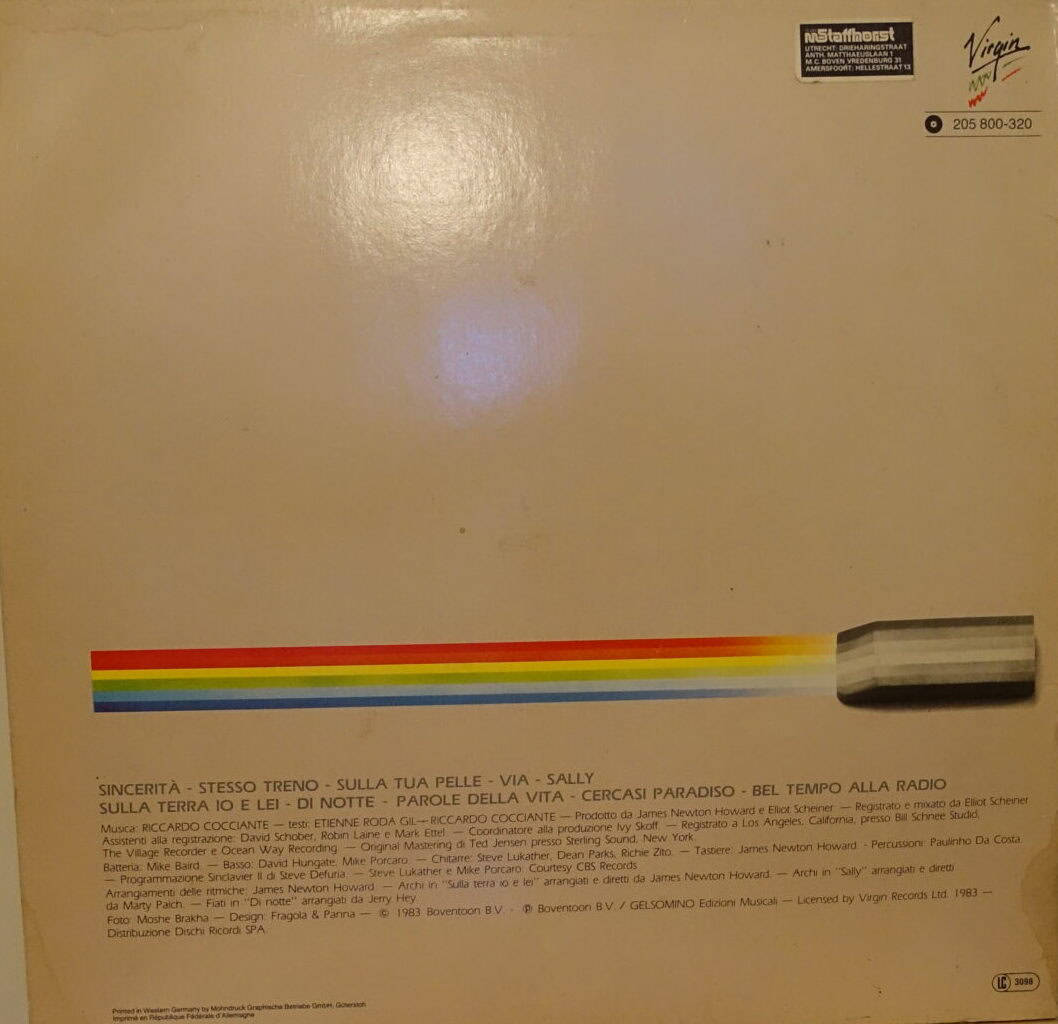 Staffhorst
UTRECHT: DRIEHARINGSTRAAT
ANTH. MATTHAEUSLAAN 1
M.C. BOVEN VREDENBURG 31
AMERSFOORT: HELLESTRAAT 13
Virgin
205 800-320
SINCERITÀ - STESSO TRENO - SULLA TUA PELLE - VIA - SALLY
SULLA TERRA IO E LEI - DI NOTTE - PAROLE DELLA VITA - CERCASI PARADISO - BEL TEMPO ALLA RADIO
Musica: RICCARDO COCCIANTE — testi: ETIENNE RODA GIL — RICCARDO COCCIANTE — Prodotto da James Newton Howard e Elliot Scheiner. — Registrato e mixato da Elliot Scheiner
Assistenti alla registrazione: David Schober, Robin Laine e Mark Ettel. — Coordinatore alla produzione Ivy Skoff. — Registrato a Los Angeles, California, presso Bill Schnee Studio,
The Village Recorder e Ocean Way Recording. — Original Mastering di Ted Jensen presso Sterling Sound, New York.
Batteria: Mike Baird. — Basso: David Hungate, Mike Porcaro. — Chitarre: Steve Lukather, Dean Parks, Richie Zito. — Tastiere: James Newton Howard. - Percussioni: Paulinho Da Costa.
— Programmazione Sinclavier II di Steve Defuria. — Steve Lukather e Mike Porcaro: Courtesy CBS Records
Arrangiamenti delle ritmiche: James Newton Howard. — Archi in "Sulla terra io e lei" arrangiati e diretti da James Newton Howard. — Archi in "Sally" arrangiati e diretti
da Marty Paich. — Fiati in "Di notte" arrangiati da Jerry Hey.
Foto: Moshe Brakha — Design: Fragola & Panna — © 1983 Boventoon B.V. - ℗ Boventoon B.V. / GELSOMINO Edizioni Musicali — Licensed by Virgin Records Ltd. 1983 —
Distribuzione Dischi Ricordi SPA.
LC 3098
Printed in Western Germany by Mohndruck Graphische Betriebe GmbH, Gütersloh
Imprimé en République Fédérale d'Allemagne